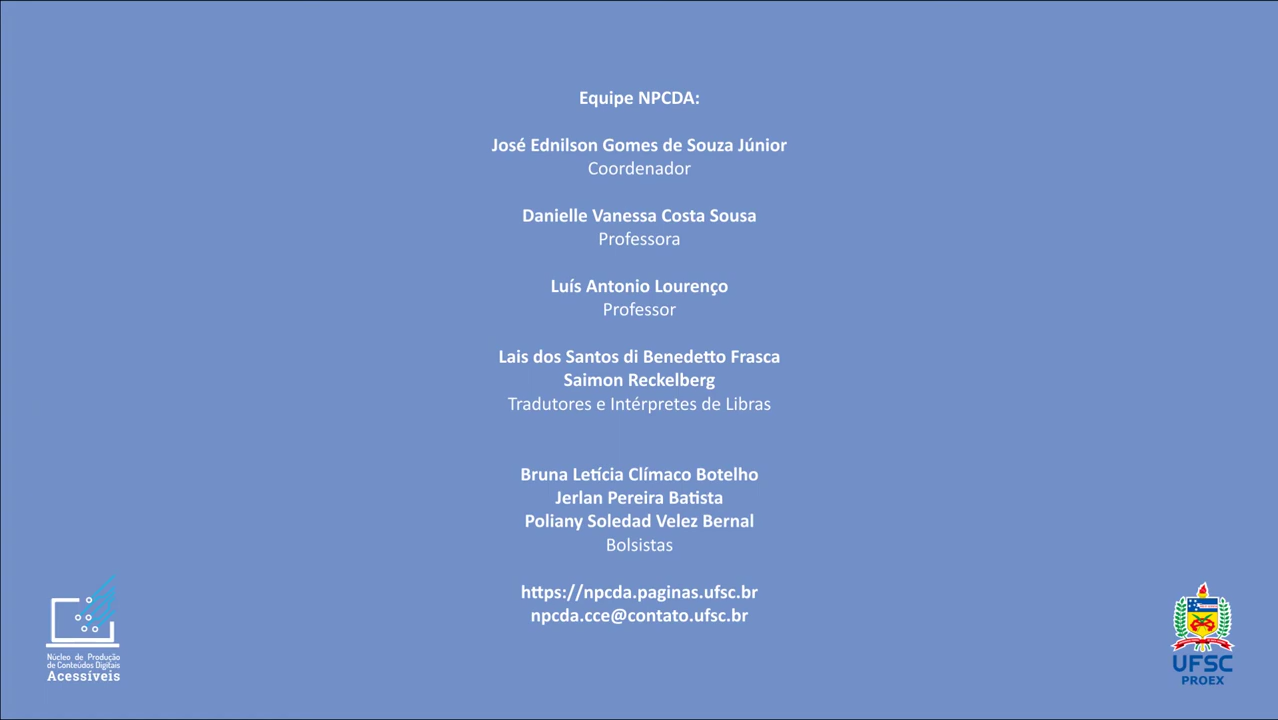 Equipe NPCDA:
José Ednilson Gomes de Souza Júnior
Coordenador
Danielle Vanessa Costa Sousa
Professora
Luís Antonio Lourenço
Professor
Lais dos Santos di Benedetto Frasca
Saimon Reckelberg
Tradutores e Intérpretes de Libras
Bruna Letícia Clímaco Botelho
Jerlan Pereira Batista
Poliany Soledad Velez Bernal
Bolsistas
https://npcda.paginas.ufsc.br
npcda.cce@contato.ufsc.br
Núcleo de Produção
de Conteúdos Digitais
Acessíveis
UFSC
PROEX